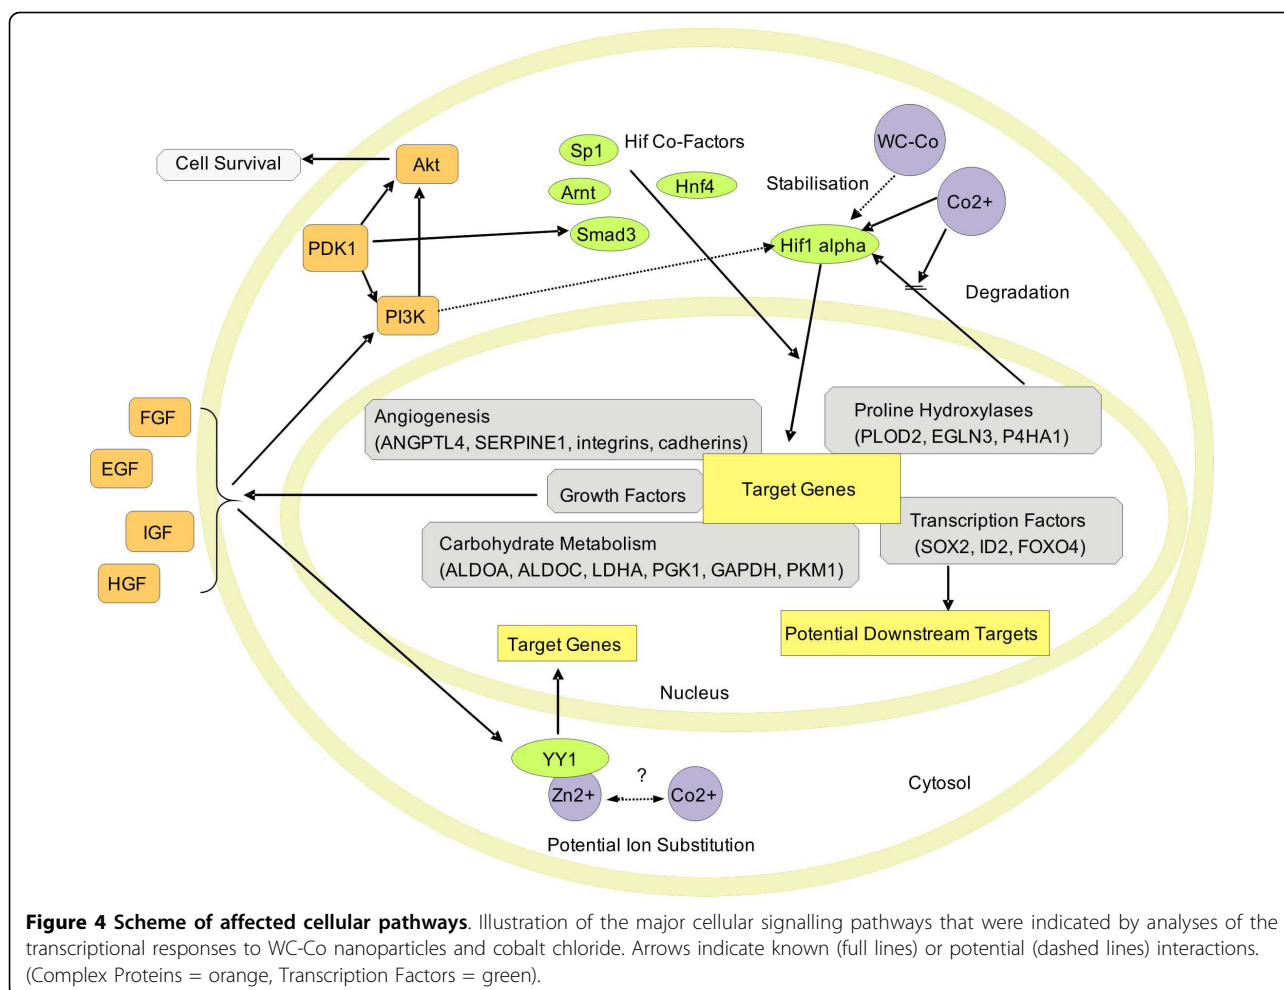 WC-Co
Sp1
Hif Co-Factors
Cell Survival
Akt
Hnf4
Stabilisation
Arnt
Co2+
PDK1
Smad3
Hif1 alpha
Degradation
PI3K
FGF
Angiogenesis
(ANGPTL4, SERPINE1, integrins, cadherins)
Proline Hydroxylases
(PLOD2, EGLN3, P4HA1)
EGF
Growth Factors
Target Genes
IGF
Carbohydrate Metabolism
(ALDOA, ALDOC, LDHA, PGK1, GAPDH, PKM1)
Transcription Factors
(SOX2, ID2, FOXO4)
HGF
Target Genes
Potential Downstream Targets
Nucleus
YY1
?
Zn2+
Co2+
Cytosol
Potential Ion Substitution
Figure 4 Scheme of affected cellular pathways. Illustration of the major cellular signalling pathways that were indicated by analyses of the
transcriptional responses to WC-Co nanoparticles and cobalt chloride. Arrows indicate known (full lines) or potential (dashed lines) interactions.
(Complex Proteins = orange, Transcription Factors = green).